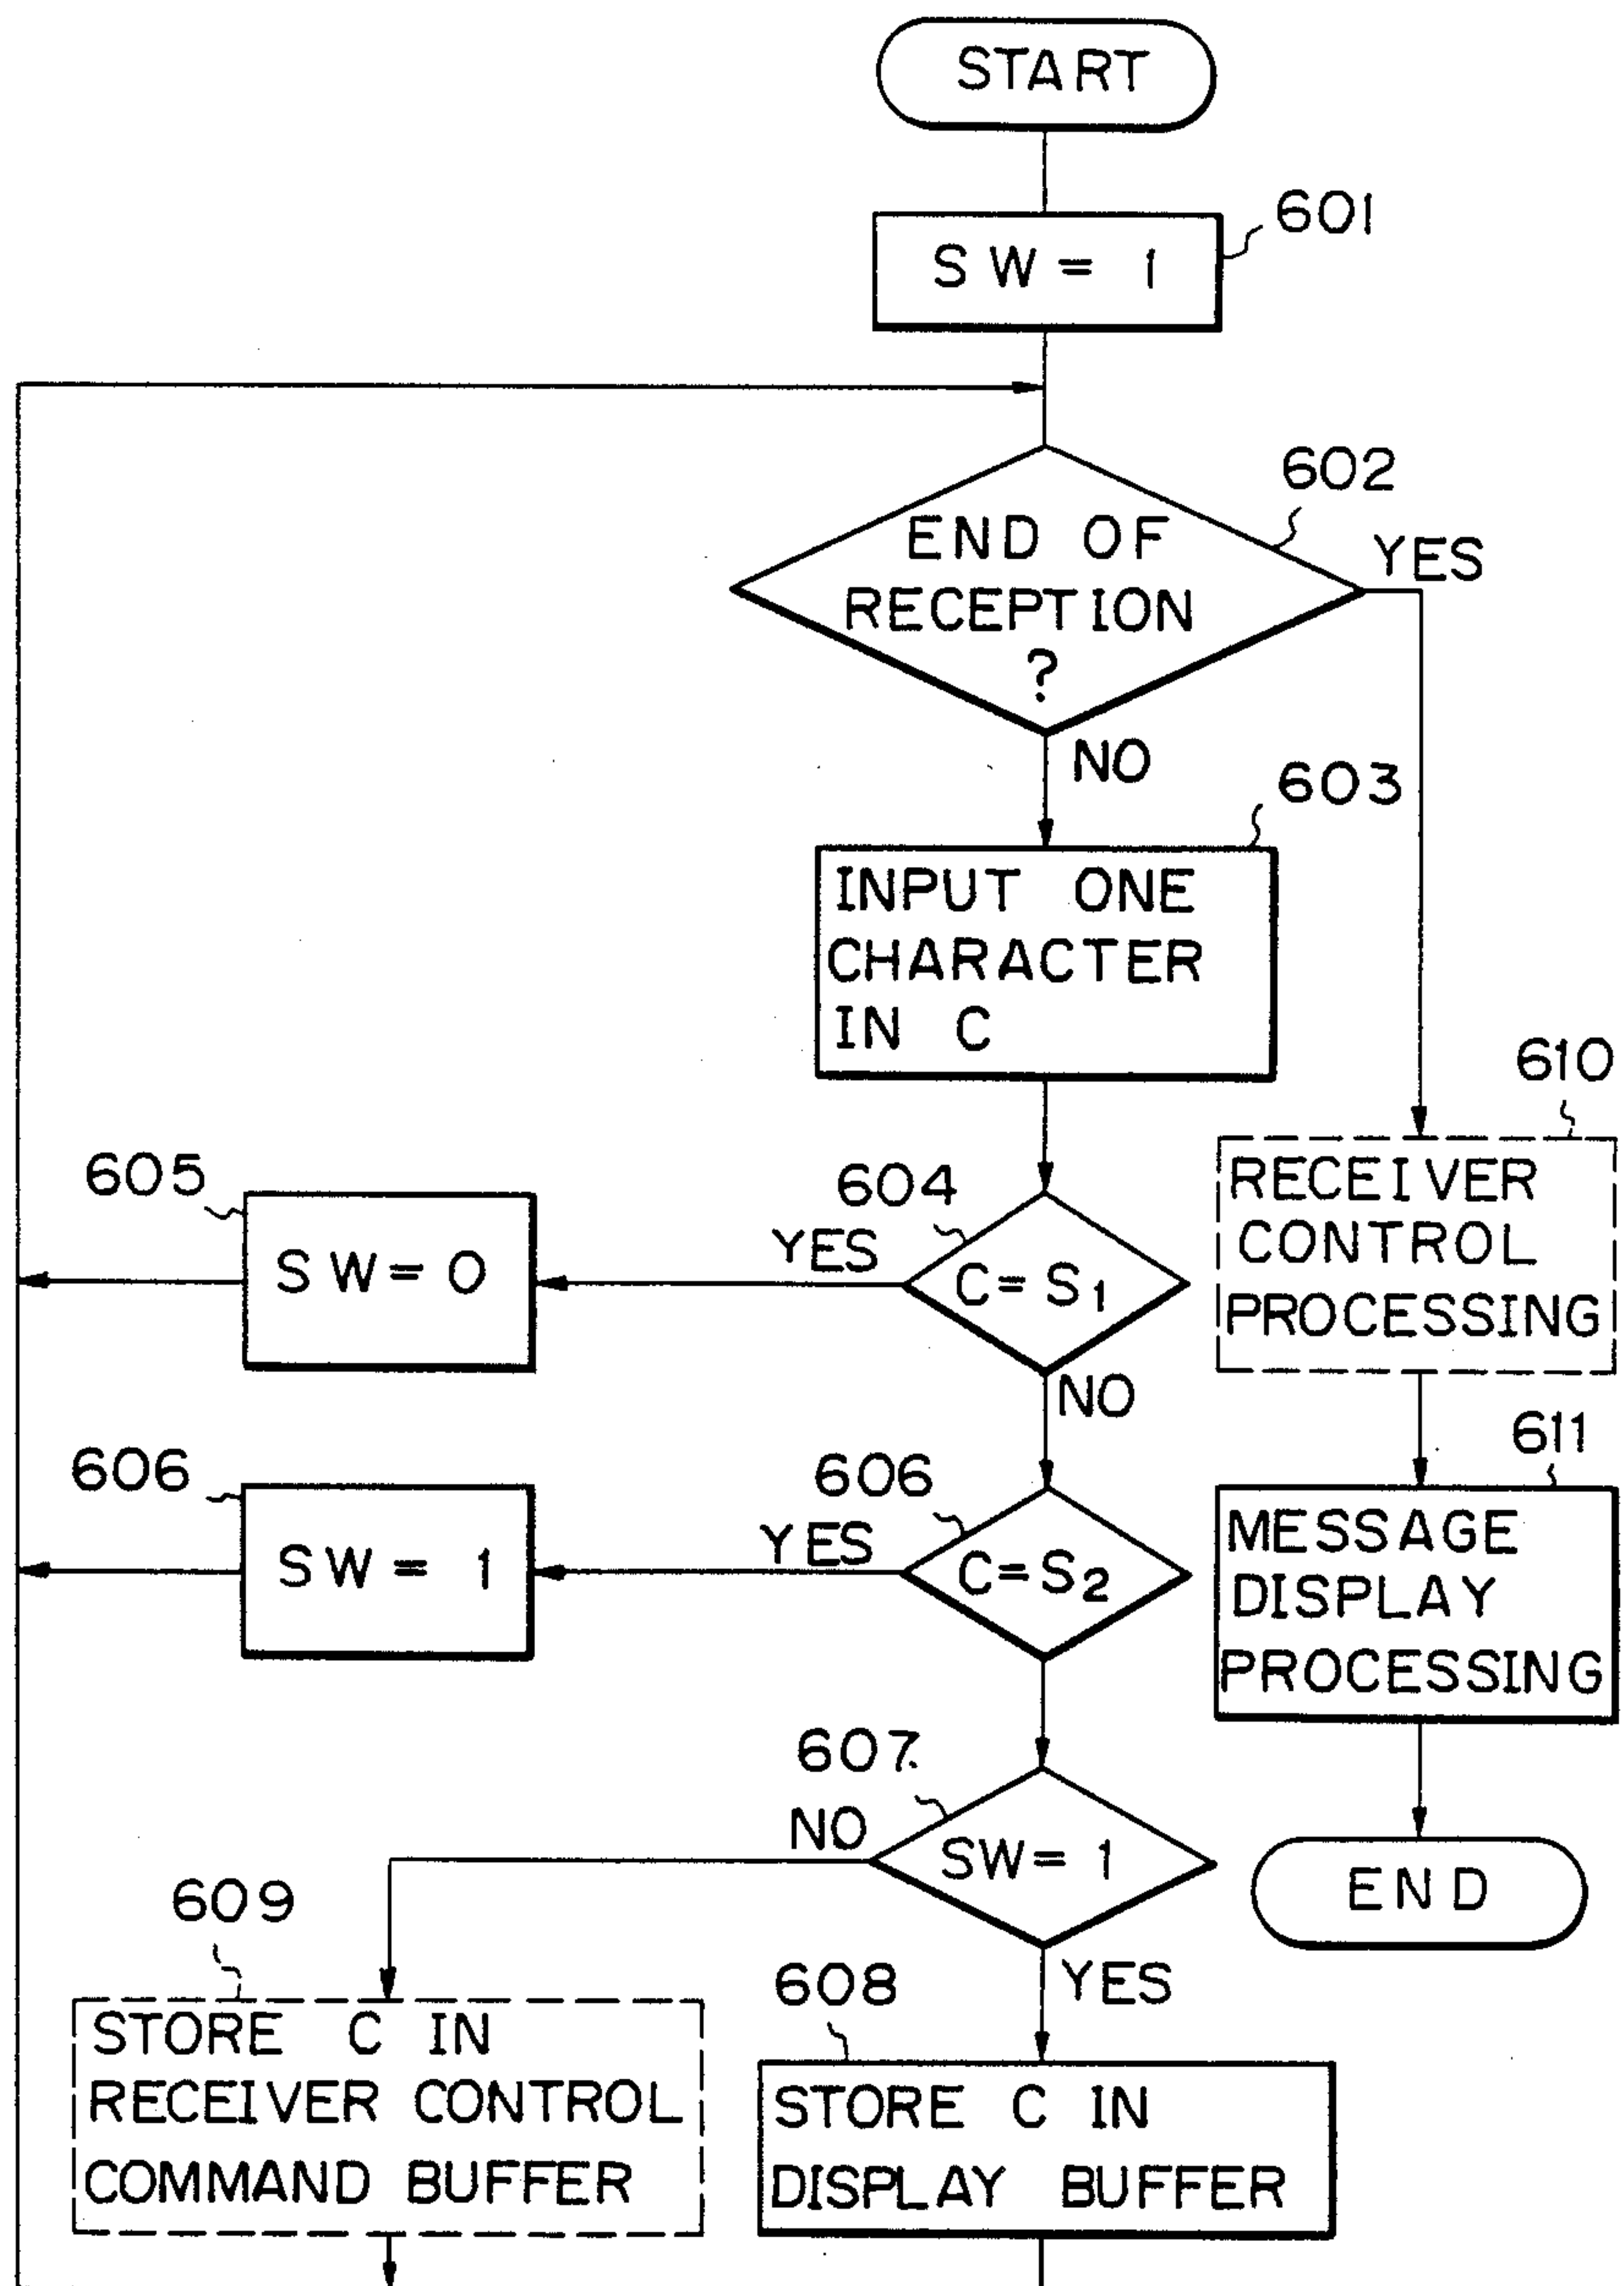 START
601
SW = 1
602
END OF
RECEPTION
?
YES
NO
603
INPUT ONE
CHARACTER
IN C
610
RECEIVER
CONTROL
PROCESSING
604
605
YES
SW = 0
C = S1
NO
611
606
606
YES
SW = 1
C = S2
MESSAGE
DISPLAY
PROCESSING
607
NO
SW = 1
END
609
YES
608
STORE C IN
RECEIVER CONTROL
COMMAND BUFFER
STORE C IN
DISPLAY BUFFER